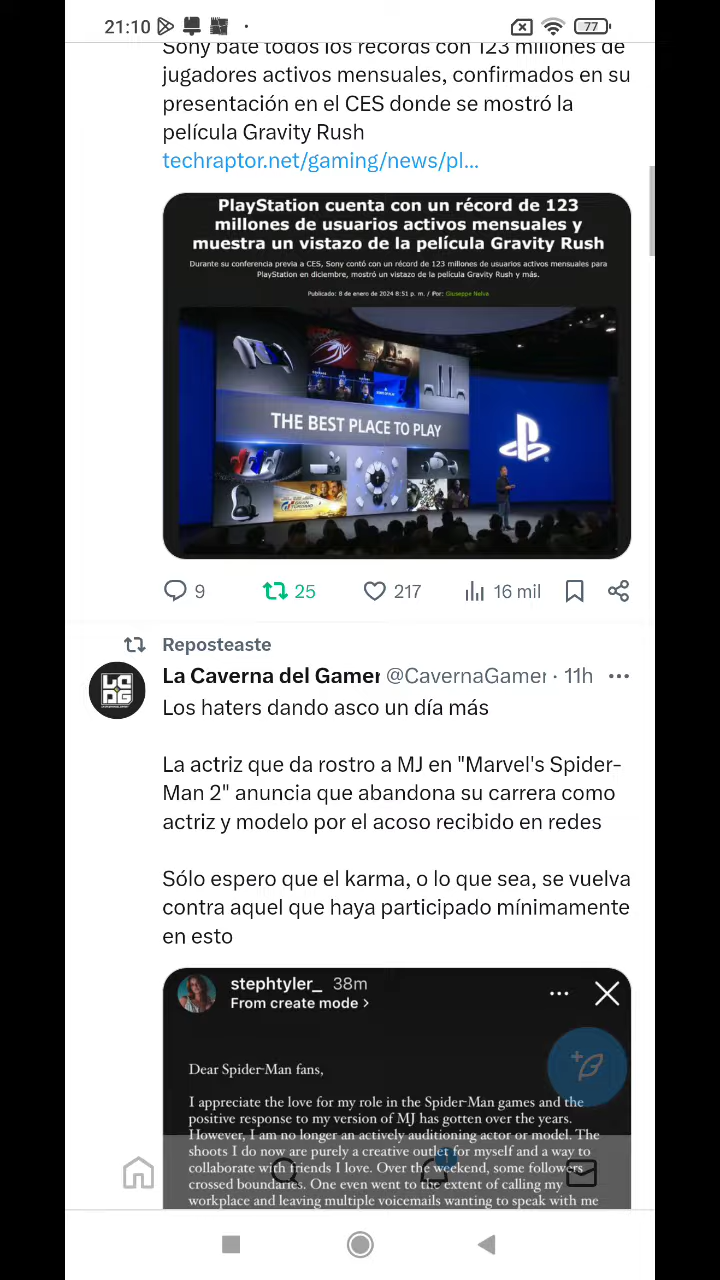 21:10
77
Sony bate todos los récords con 123 millones de
jugadores activos mensuales, confirmados en su
presentación en el CES donde se mostró la
película Gravity Rush
techraptor.net/gaming/news/pl...
PlayStation cuenta con un récord de 123
millones de usuarios activos mensuales y
muestra un vistazo de la película Gravity Rush
Durante su conferencia previa a CES, Sony contó con un récord de 123 millones de usuarios activos mensuales para
PlayStation en diciembre, mostró un vistazo de la película Gravity Rush y más.
Publicado: 8 de enero de 2024 8:51 p. m. / Por: Giuseppe Nelva
THE BEST PLACE TO PLAY
9 25 217 16 mil
Reposteaste
La Caverna del Gamer @CavernaGamer · 11h
Los haters dando asco un día más
La actriz que da rostro a MJ en "Marvel's Spider-
Man 2" anuncia que abandona su carrera como
actriz y modelo por el acoso recibido en redes
Sólo espero que el karma, o lo que sea, se vuelva
contra aquel que haya participado mínimamente
en esto
stephtyler_ 38m
From create mode >
Dear Spider-Man fans,
I appreciate the love for my role in the Spider-Man games and the
positive response to my version of MJ has gotten over the years.
However, I am no longer an actively auditioning actor or model. The
shoots I do now are purely a creative outlet for myself and a way to
collaborate with friends I love. Over the weekend, some followers
crossed boundaries. One even went to the extent of calling my
workplace and leaving multiple voicemails wanting to speak with me
1